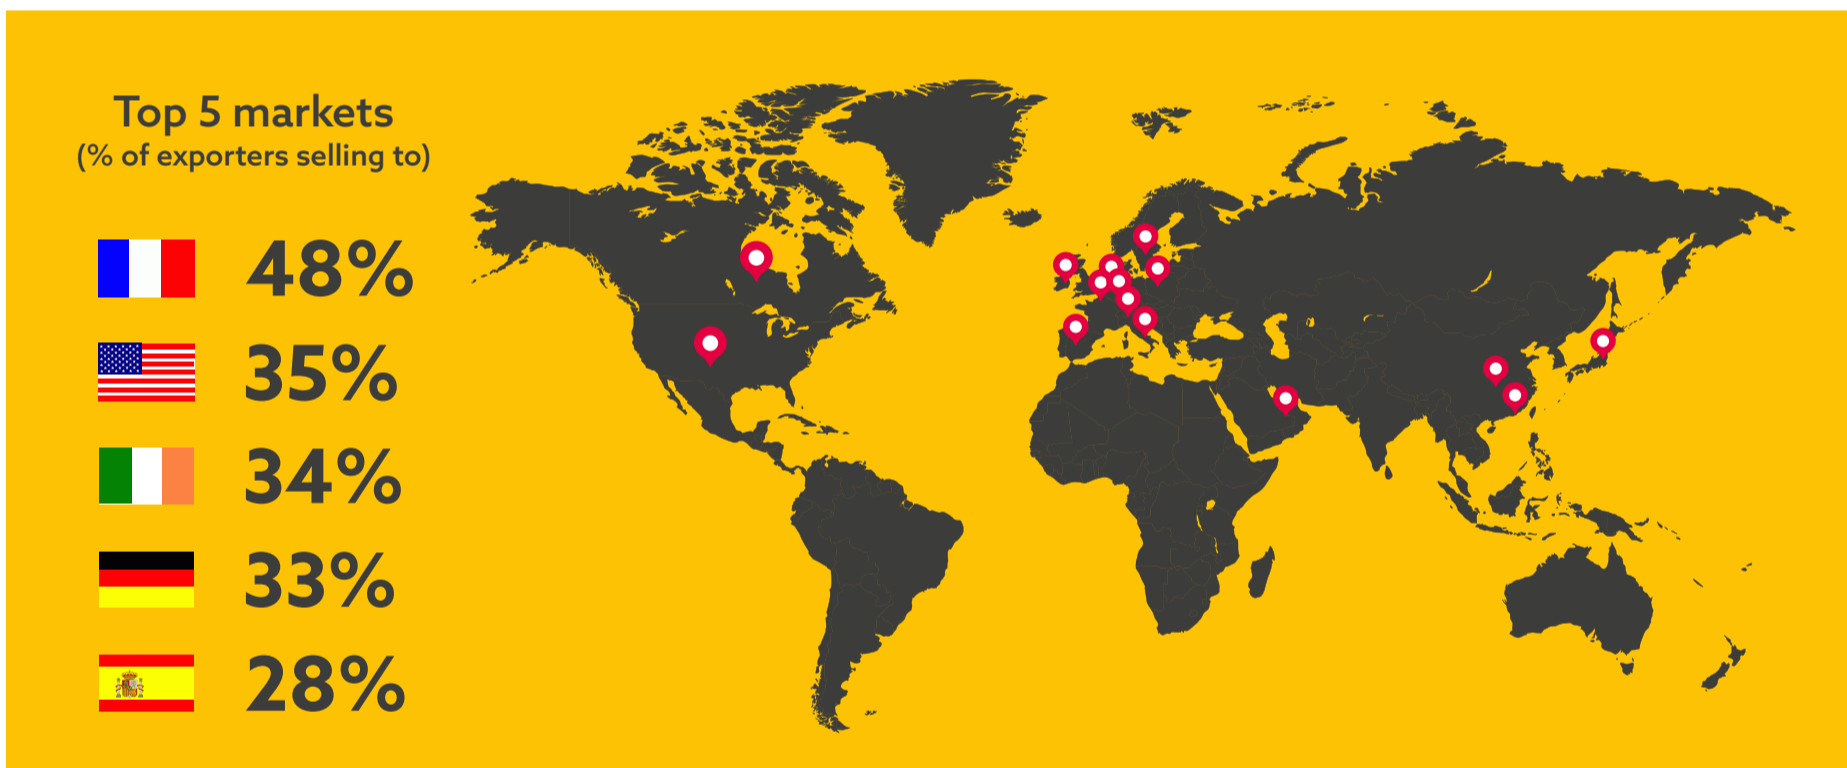 Top 5 markets
(% of exporters selling to)
48%
35%
34%
33%
28%